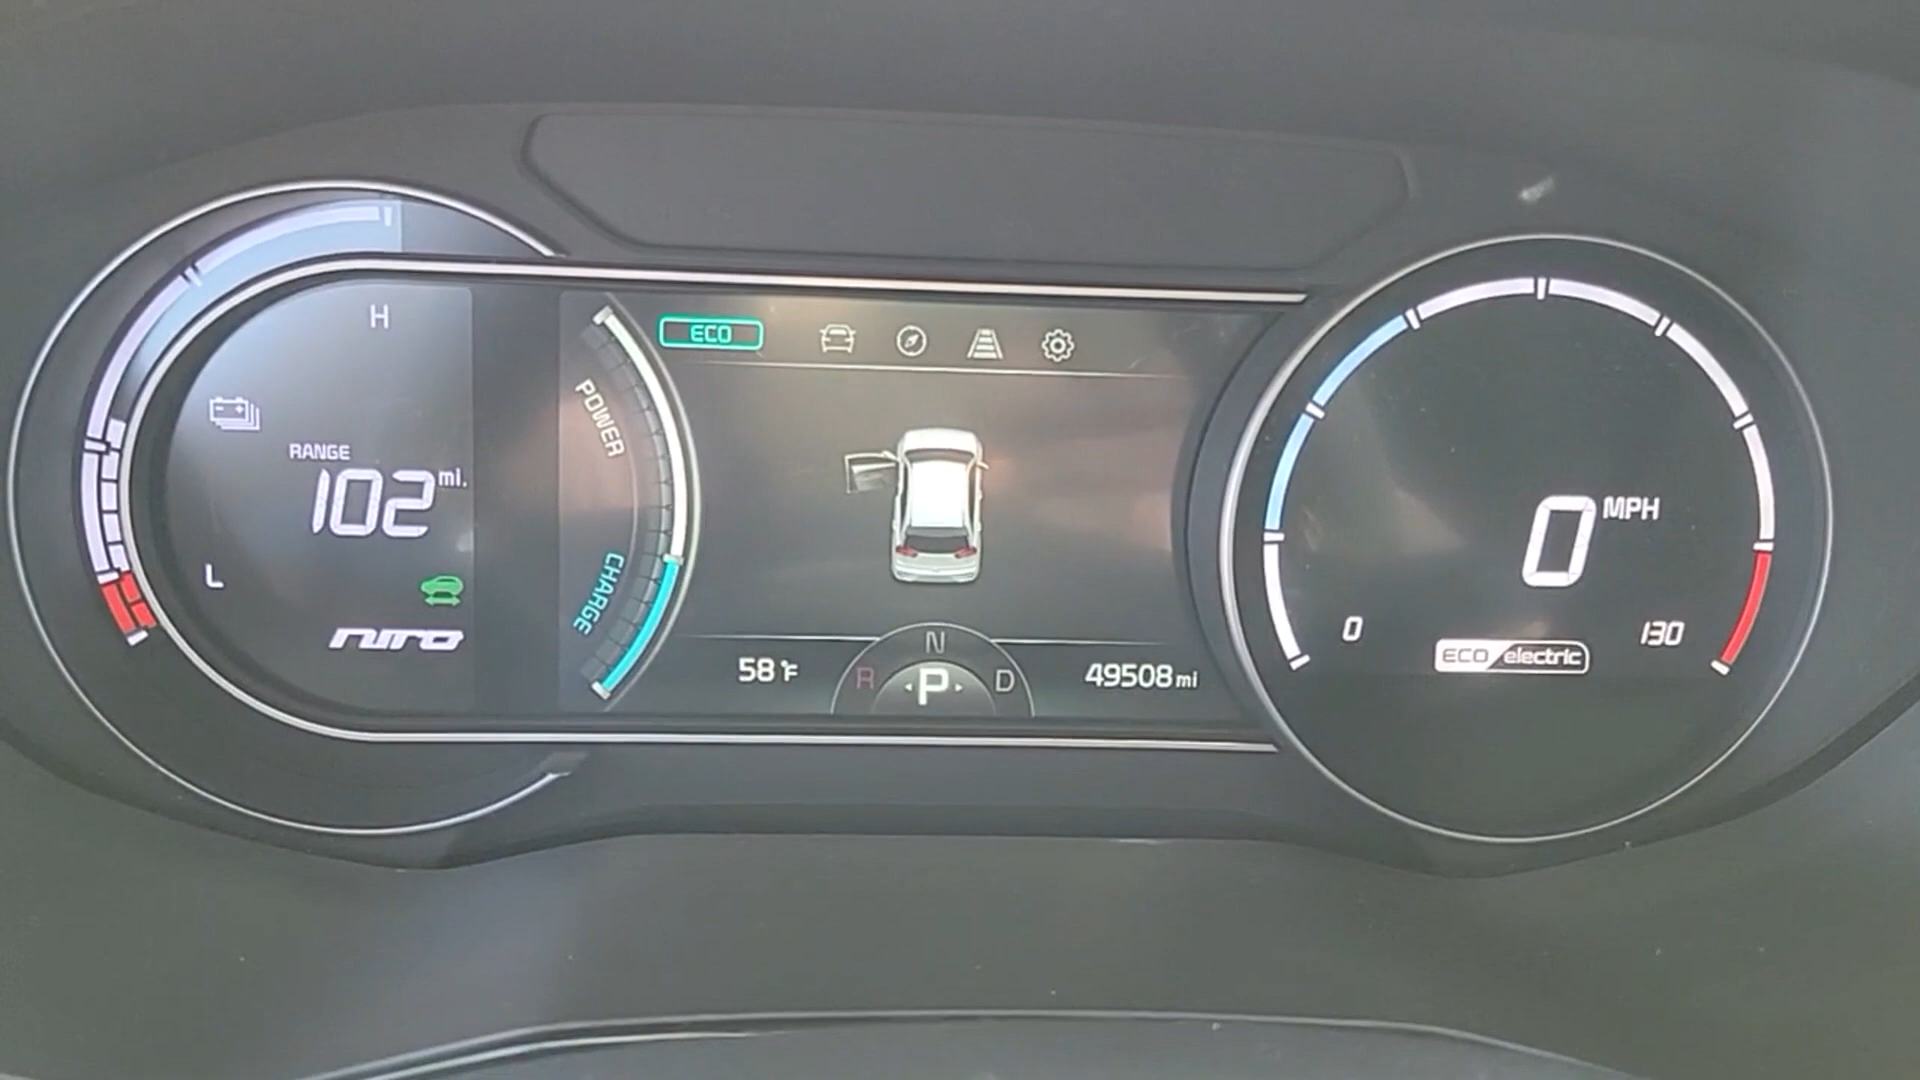 H
RANGE
102 mi.
L
niro
POWER
CHARGE
ECO
58°F
R N D
P
49508 mi
0 MPH
0 130
ECO electric